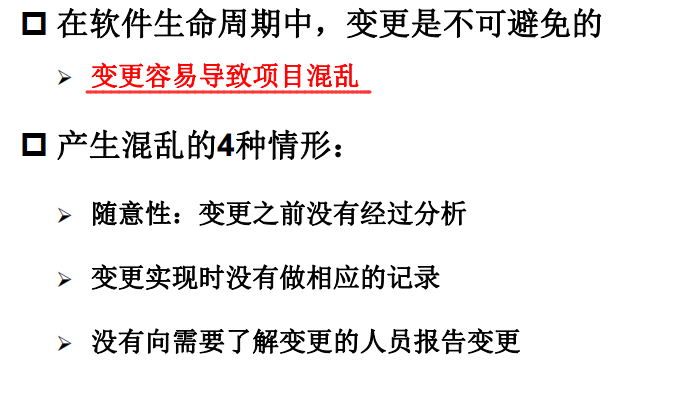 在软件生命周期中，变更是不可避免的
变更容易导致项目混乱
产生混乱的4种情形：
随意性：变更之前没有经过分析
变更实现时没有做相应的记录
没有向需要了解变更的人员报告变更